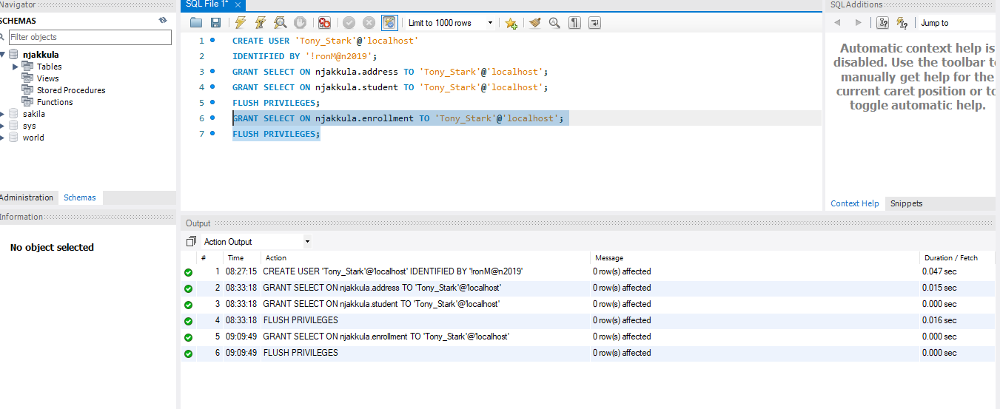 Navigator
SCHEMAS
Filter objects
njakkula
Tables
Views
Stored Procedures
Functions
sakila
sys
world
Administration Schemas
Information
No object selected
SQL File 1* ×
Limit to 1000 rows
1 CREATE USER 'Tony_Stark'@'localhost'
2 IDENTIFIED BY '!ronM@n2019';
3 GRANT SELECT ON njakkula.address TO 'Tony_Stark'@'localhost';
4 GRANT SELECT ON njakkula.student TO 'Tony_Stark'@'localhost';
5 FLUSH PRIVILEGES;
6 GRANT SELECT ON njakkula.enrollment TO 'Tony_Stark'@'localhost';
7 FLUSH PRIVILEGES;
SQLAdditions
Jump to
Automatic context help is
disabled. Use the toolbar to
manually get help for the
current caret position or to
toggle automatic help.
Context Help Snippets
Output
Action Output
# Time Action Message Duration / Fetch
1 08:27:15 CREATE USER 'Tony_Stark'@'localhost' IDENTIFIED BY '!ronM@n2019' 0 row(s) affected 0.047 sec
2 08:33:18 GRANT SELECT ON njakkula.address TO 'Tony_Stark'@'localhost' 0 row(s) affected 0.015 sec
3 08:33:18 GRANT SELECT ON njakkula.student TO 'Tony_Stark'@'localhost' 0 row(s) affected 0.000 sec
4 08:33:18 FLUSH PRIVILEGES 0 row(s) affected 0.016 sec
5 09:09:49 GRANT SELECT ON njakkula.enrollment TO 'Tony_Stark'@'localhost' 0 row(s) affected 0.000 sec
6 09:09:49 FLUSH PRIVILEGES 0 row(s) affected 0.000 sec